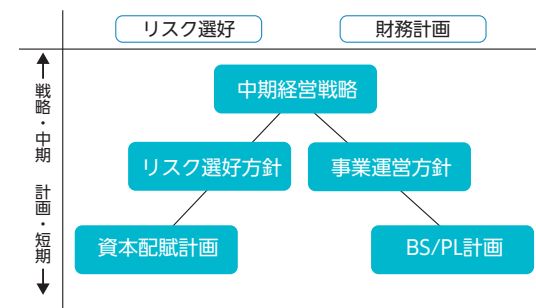 リスク選好
財務計画
戦略・中期
計画・短期
中期経営戦略
リスク選好方針
事業運営方針
資本配賦計画
BS/PL計画